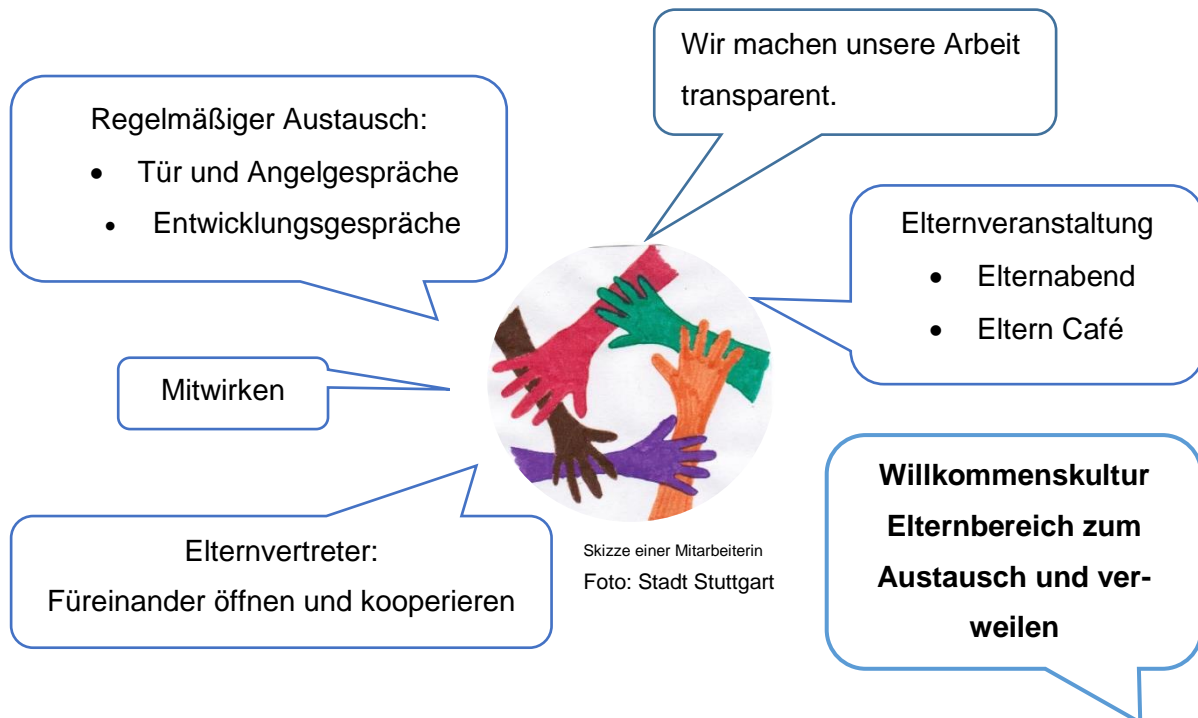 Wir machen unsere Arbeit
transparent.
Regelmäßiger Austausch:
• Tür und Angelgespräche
• Entwicklungsgespräche
Elternveranstaltung
• Elternabend
• Eltern Café
Mitwirken
Willkommenskultur
Elternbereich zum
Austausch und ver-
weilen
Elternvertreter:
Füreinander öffnen und kooperieren
Skizze einer Mitarbeiterin
Foto: Stadt Stuttgart